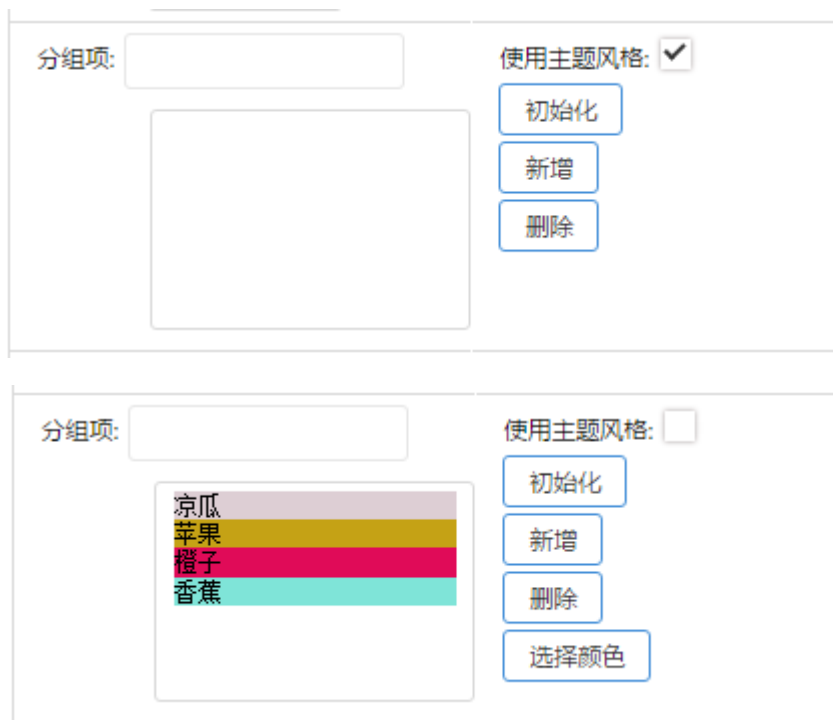 分组项:
使用主题风格:
初始化
新增
删除
分组项:
使用主题风格:
凉瓜
苹果
橙子
香蕉
初始化
新增
删除
选择颜色